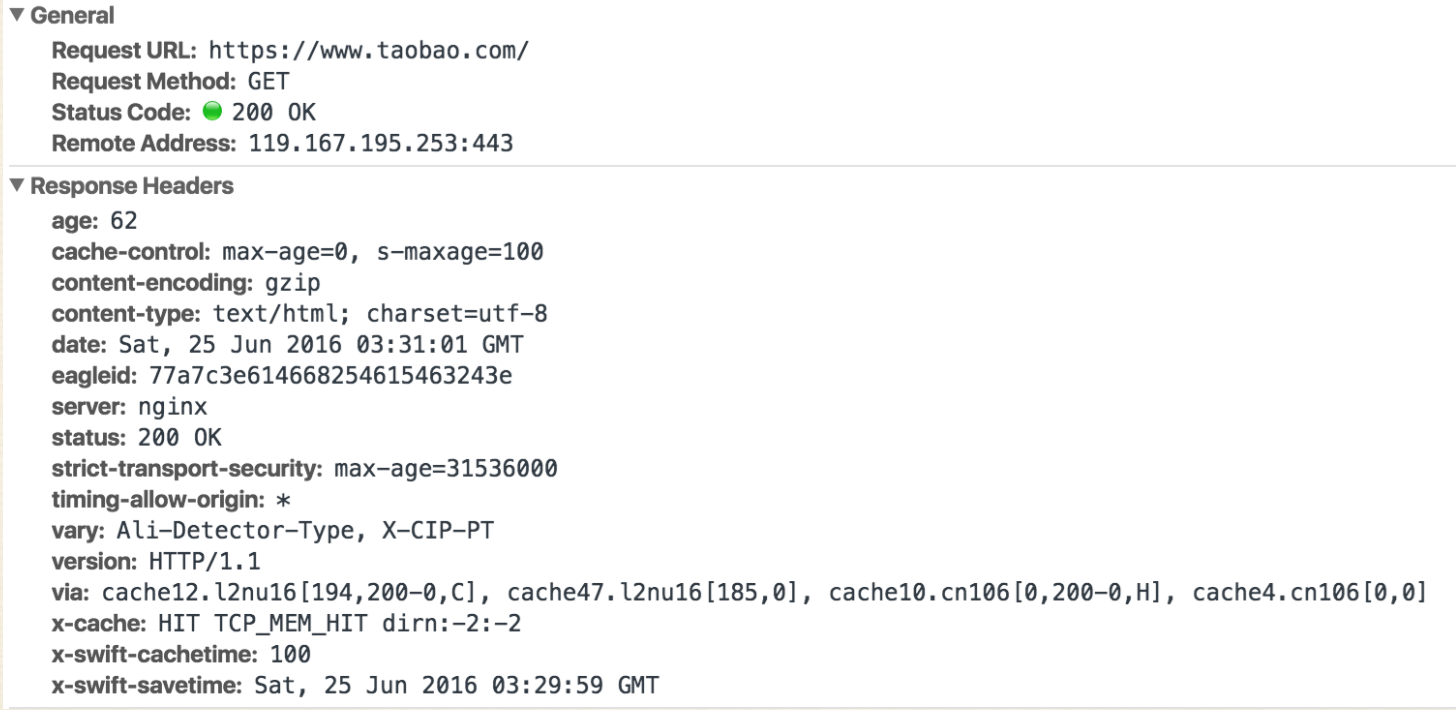 General
Request URL: https://www.taobao.com/
Request Method: GET
Status Code: 200 OK
Remote Address: 119.167.195.253:443
Response Headers
age: 62
cache-control: max-age=0, s-maxage=100
content-encoding: gzip
content-type: text/html; charset=utf-8
date: Sat, 25 Jun 2016 03:31:01 GMT
eagleid: 77a7c3e614668254615463243e
server: nginx
status: 200 OK
strict-transport-security: max-age=31536000
timing-allow-origin: *
vary: Ali-Detector-Type, X-CIP-PT
version: HTTP/1.1
via: cache12.l2nu16[194,200-0,C], cache47.l2nu16[185,0], cache10.cn106[0,200-0,H], cache4.cn106[0,0]
x-cache: HIT TCP_MEM_HIT dirn:-2:-2
x-swift-cachetime: 100
x-swift-savetime: Sat, 25 Jun 2016 03:29:59 GMT